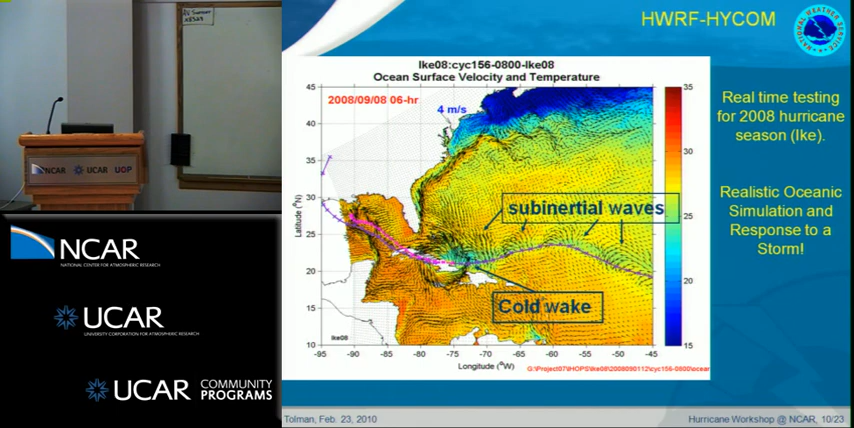 HWRF-HYCOM
NATIONAL WEATHER SERVICE
Ike08:cyc156-0800-Ike08
Ocean Surface Velocity and Temperature
2008/09/08 06-hr
4 m/s
subinertial waves
Cold wake
Ike08
Latitude (°N)
45
40
35
30
25
20
15
10
-95 -90 -85 -80 -75 -70 -65 -60 -55 -50 -45
Longitude (°W)
35
30
25
20
15
Real time testing
for 2008 hurricane
season (Ike).
Realistic Oceanic
Simulation and
Response to a
Storm!
Tolman, Feb. 23, 2010
Hurricane Workshop @ NCAR, 10/23
NCAR UCAR UOP
NCAR
NATIONAL CENTER FOR ATMOSPHERIC RESEARCH
UCAR
UNIVERSITY CORPORATION FOR ATMOSPHERIC RESEARCH
UCAR COMMUNITY
PROGRAMS